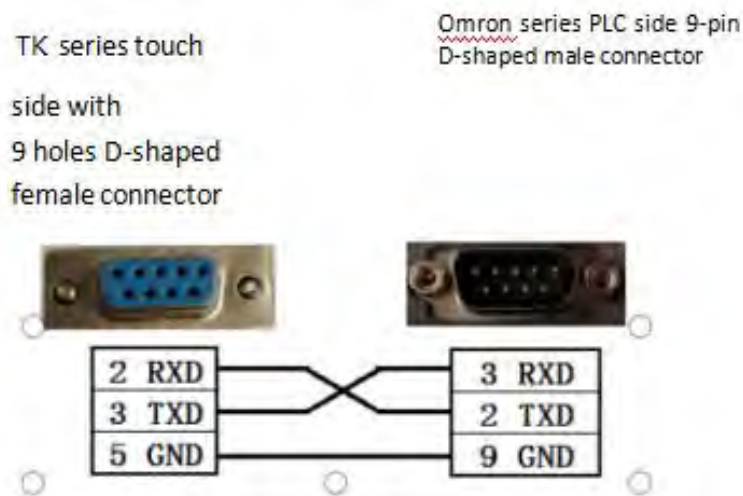 TK series touch
side with
9 holes D-shaped
female connector
Omron series PLC side 9-pin
D-shaped male connector
2 RXD
3 TXD
5 GND
3 RXD
2 TXD
9 GND